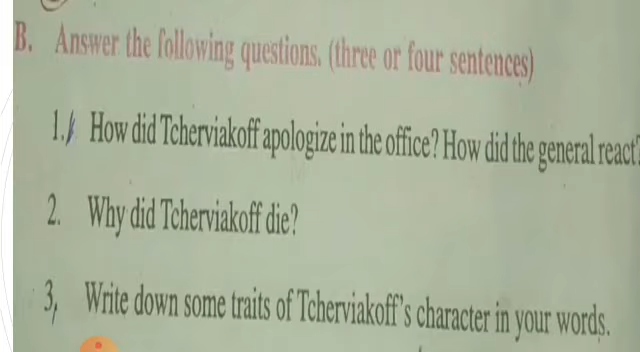 B. Answer the following questions. (three or four sentences)
1. How did Tcherviakoff apologize in the office? How did the general react?
2. Why did Tcherviakoff die?
3, Write down some traits of Tcherviakoff's character in your words.